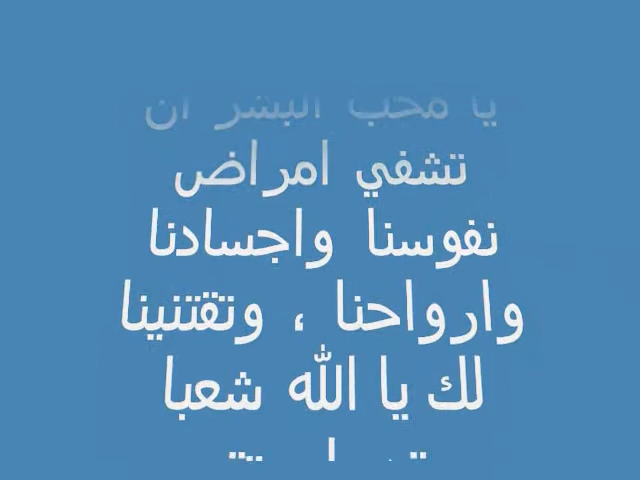 يا محب البشر ان
تشفي امراض
نفوسنا واجسادنا
وارواحنا ، وتقتنينا
لك يا الله شعبا